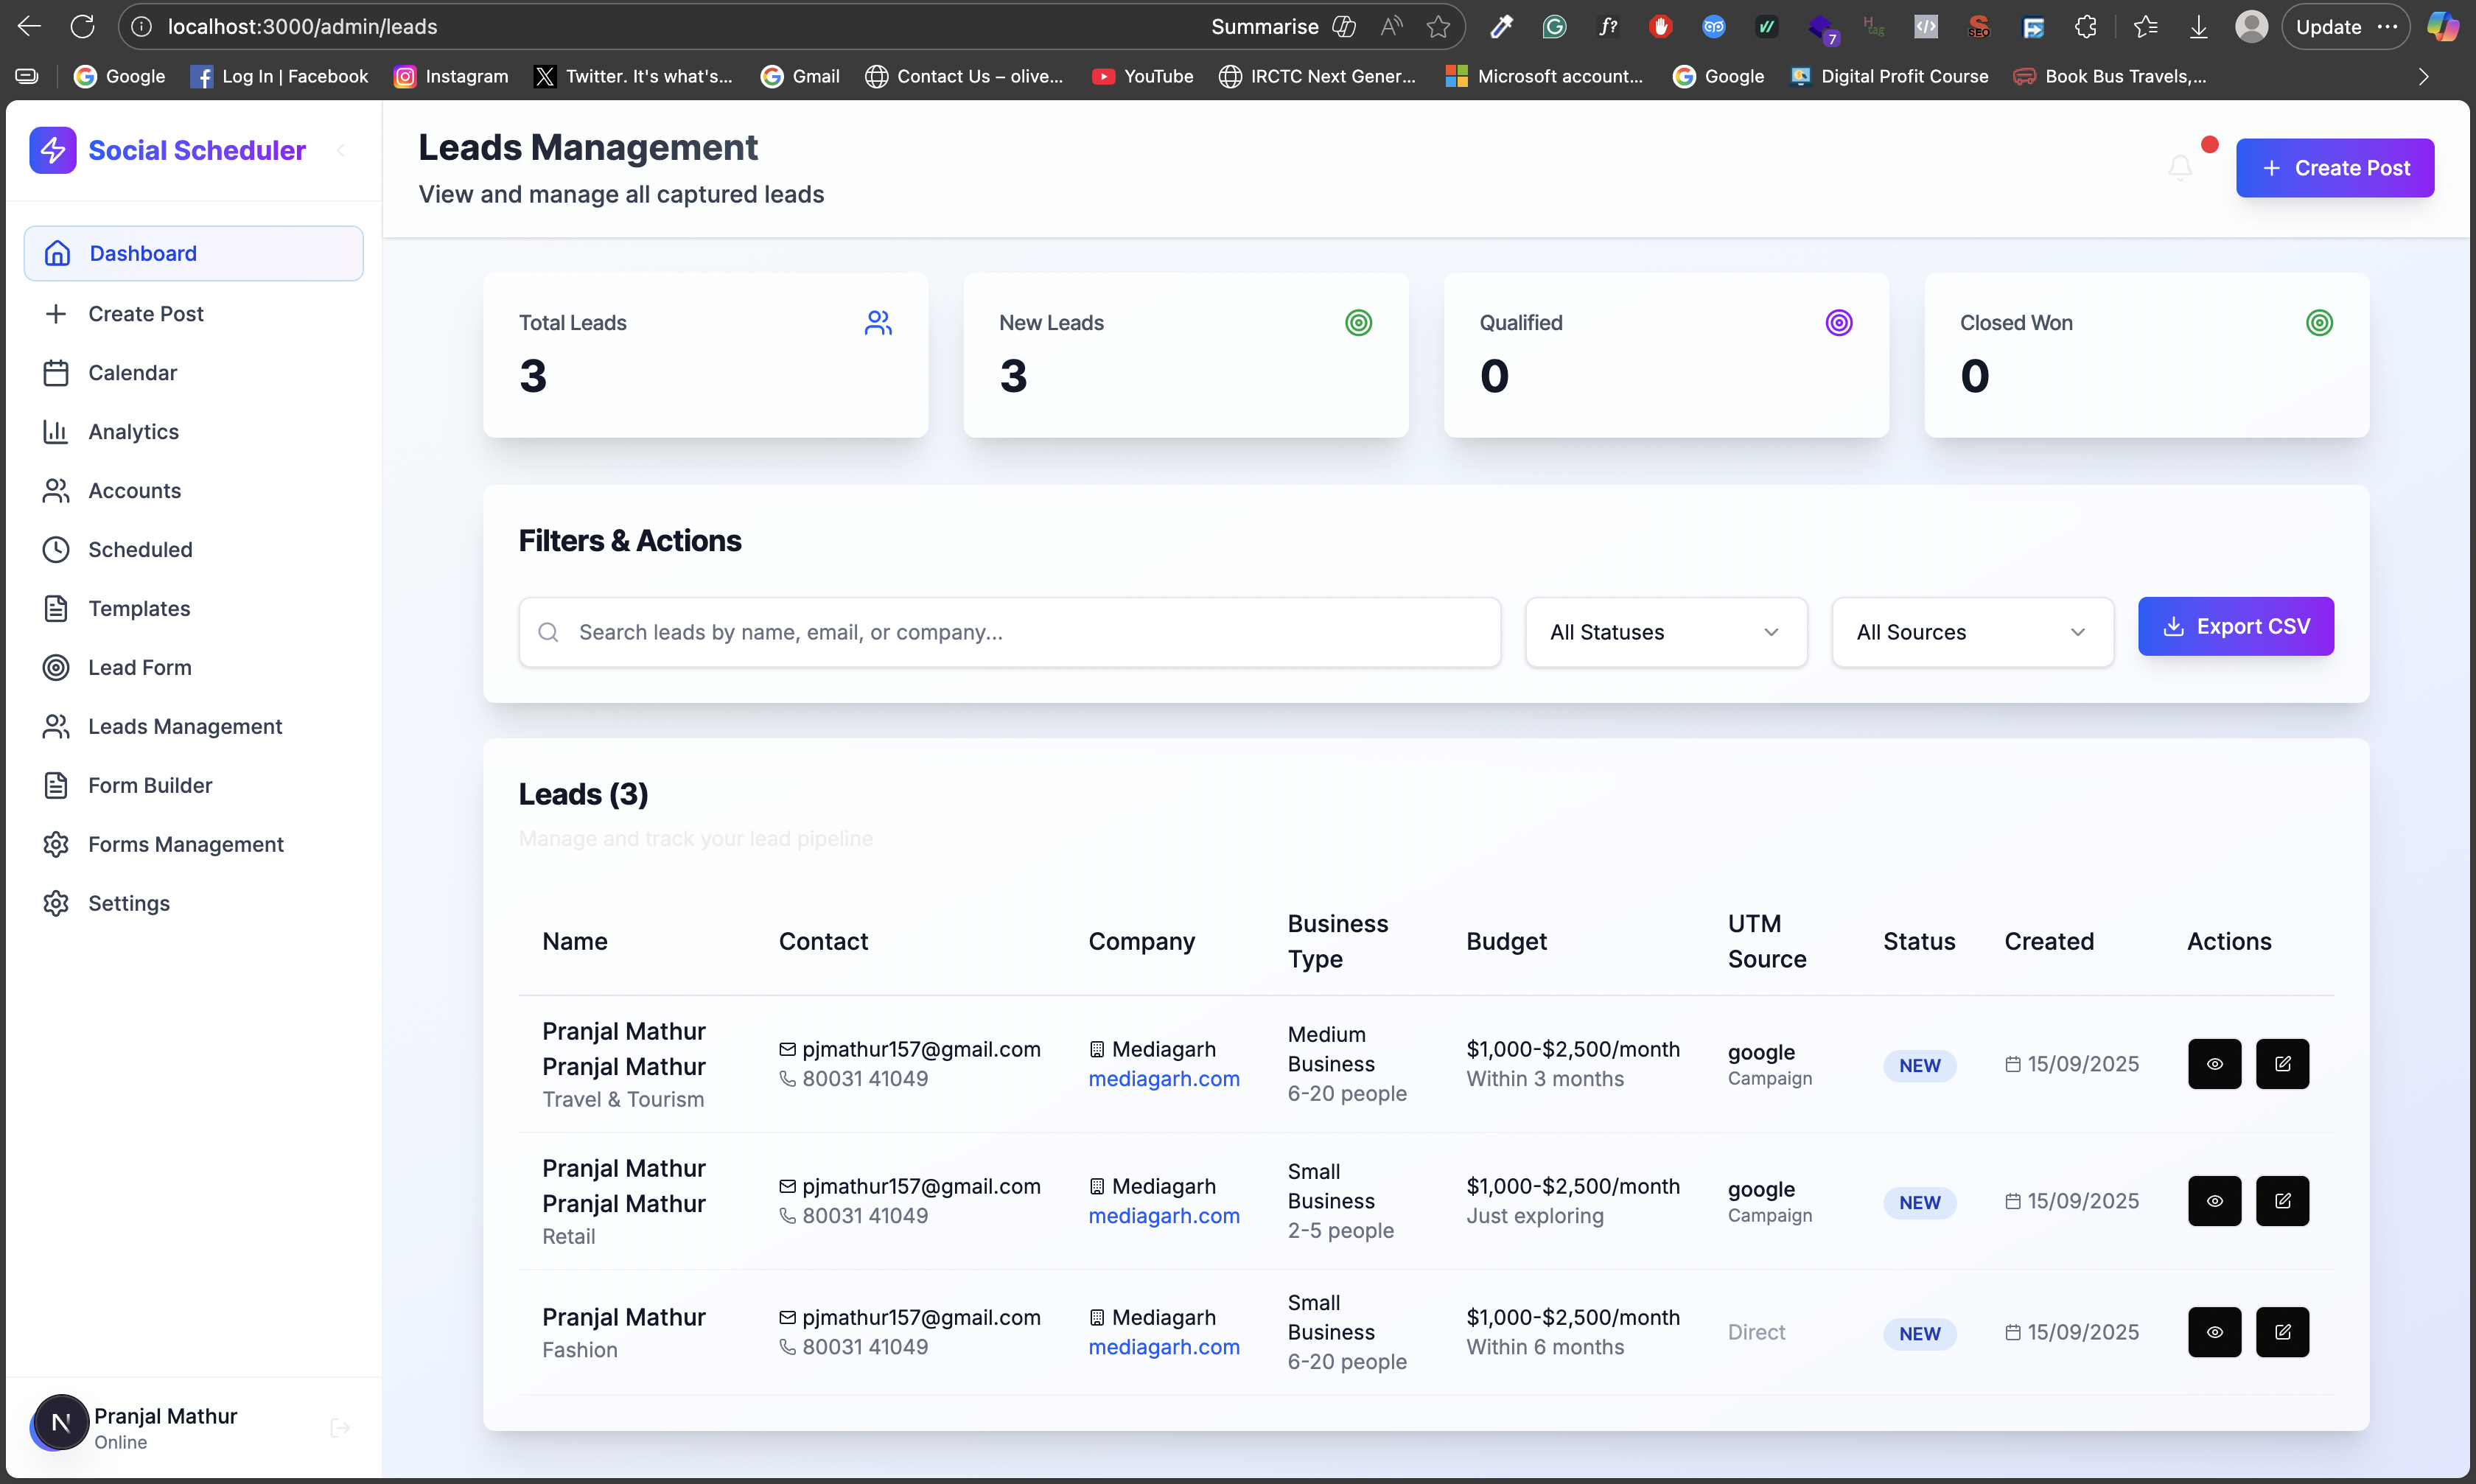 localhost:3000/admin/leads
Summarise
7
Update
Google
Log In | Facebook
Instagram
Twitter. It's what's...
Gmail
Contact Us – olive...
YouTube
IRCTC Next Gener...
Microsoft account...
Google
Digital Profit Course
Book Bus Travels,...
Social Scheduler
Dashboard
Create Post
Calendar
Analytics
Accounts
Scheduled
Templates
Lead Form
Leads Management
Form Builder
Forms Management
Settings
N
Pranjal Mathur
Online
Leads Management
View and manage all captured leads
Create Post
Total Leads
3
New Leads
3
Qualified
0
Closed Won
0
Filters & Actions
Search leads by name, email, or company...
All Statuses
All Sources
Export CSV
Leads (3)
Manage and track your lead pipeline
Name
Contact
Company
Business
Type
Budget
UTM
Source
Status
Created
Actions
Pranjal Mathur
Pranjal Mathur
Travel & Tourism
pjmathur157@gmail.com
80031 41049
Mediagarh
mediagarh.com
Medium
Business
6-20 people
$1,000-$2,500/month
Within 3 months
google
Campaign
NEW
15/09/2025
Pranjal Mathur
Pranjal Mathur
Retail
pjmathur157@gmail.com
80031 41049
Mediagarh
mediagarh.com
Small
Business
2-5 people
$1,000-$2,500/month
Just exploring
google
Campaign
NEW
15/09/2025
Pranjal Mathur
Fashion
pjmathur157@gmail.com
80031 41049
Mediagarh
mediagarh.com
Small
Business
6-20 people
$1,000-$2,500/month
Within 6 months
Direct
NEW
15/09/2025